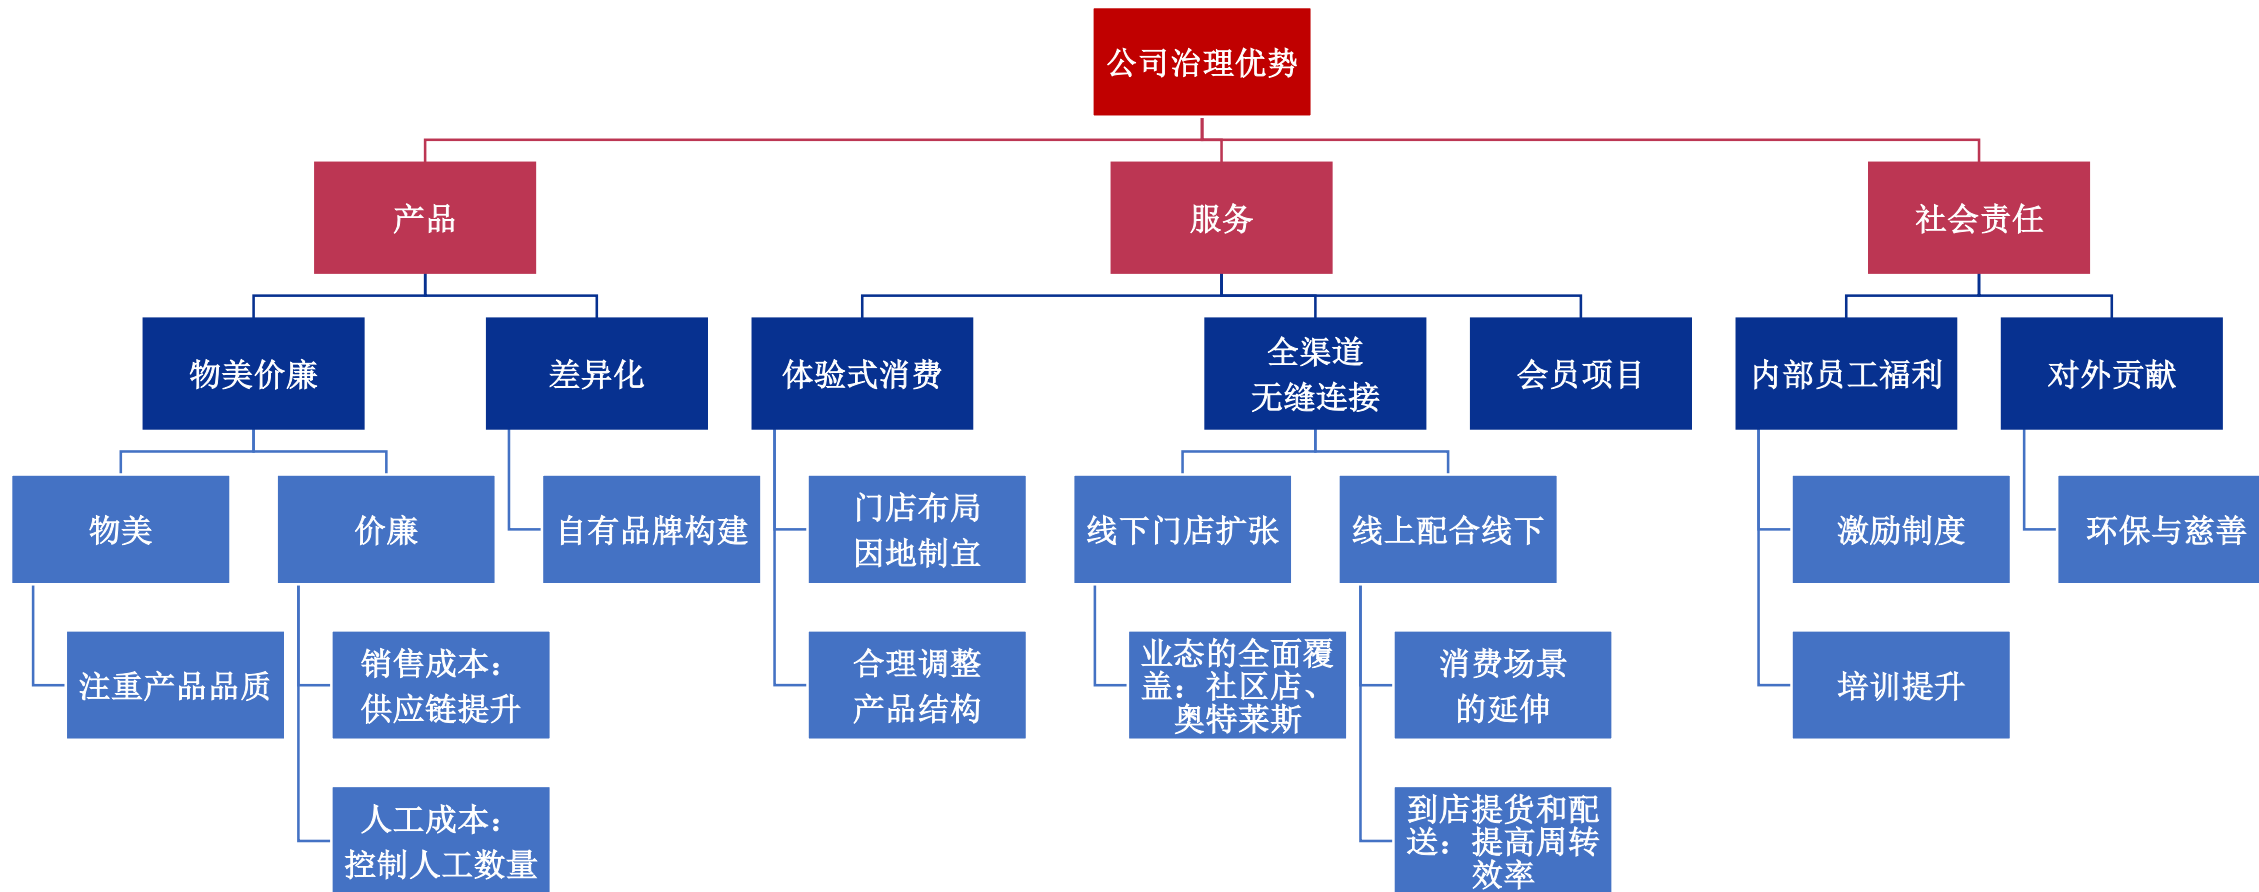 公司治理优势
产品
服务
社会责任
物美价廉
差异化
体验式消费
全渠道
无缝连接
会员项目
内部员工福利
对外贡献
物美
价廉
自有品牌构建
门店布局
因地制宜
线下门店扩张
线上配合线下
激励制度
环保与慈善
注重产品品质
销售成本：
供应链提升
合理调整
产品结构
业态的全面覆
盖：社区店、
奥特莱斯
消费场景
的延伸
培训提升
人工成本：
控制人工数量
到店提货和配
送：提高周转
效率